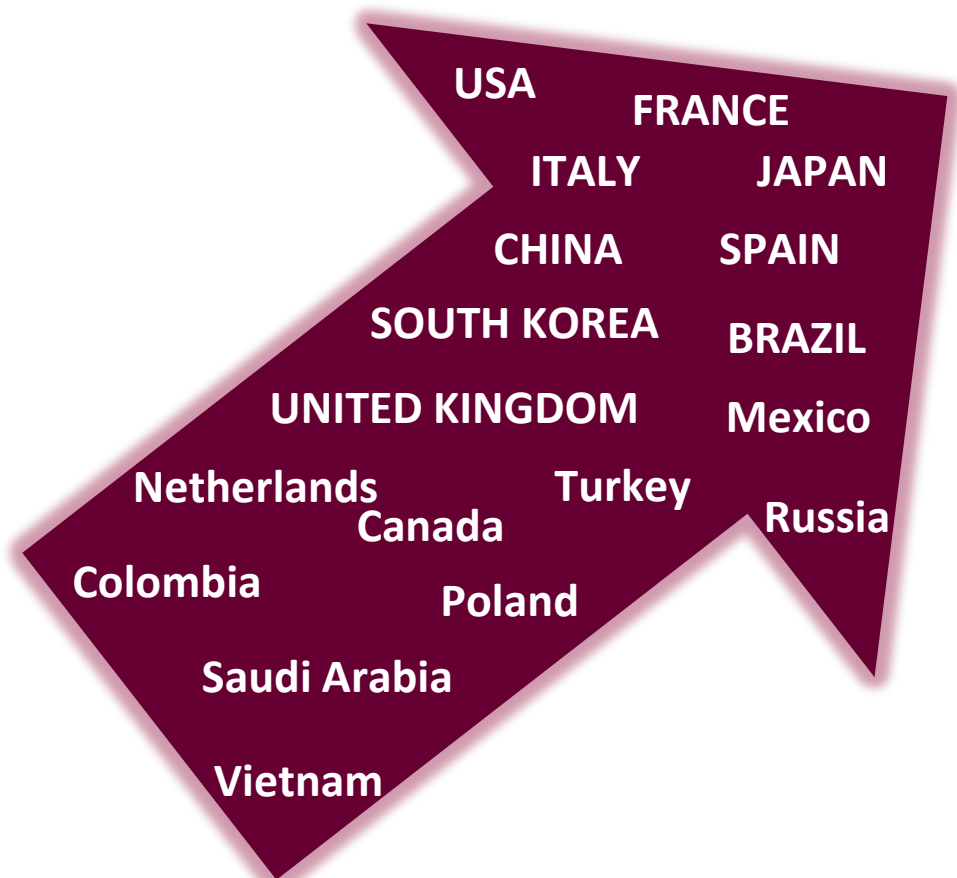 USA
FRANCE
ITALY
JAPAN
CHINA
SPAIN
SOUTH KOREA
BRAZIL
UNITED KINGDOM
Mexico
Netherlands
Turkey
Canada
Russia
Colombia
Poland
Saudi Arabia
Vietnam